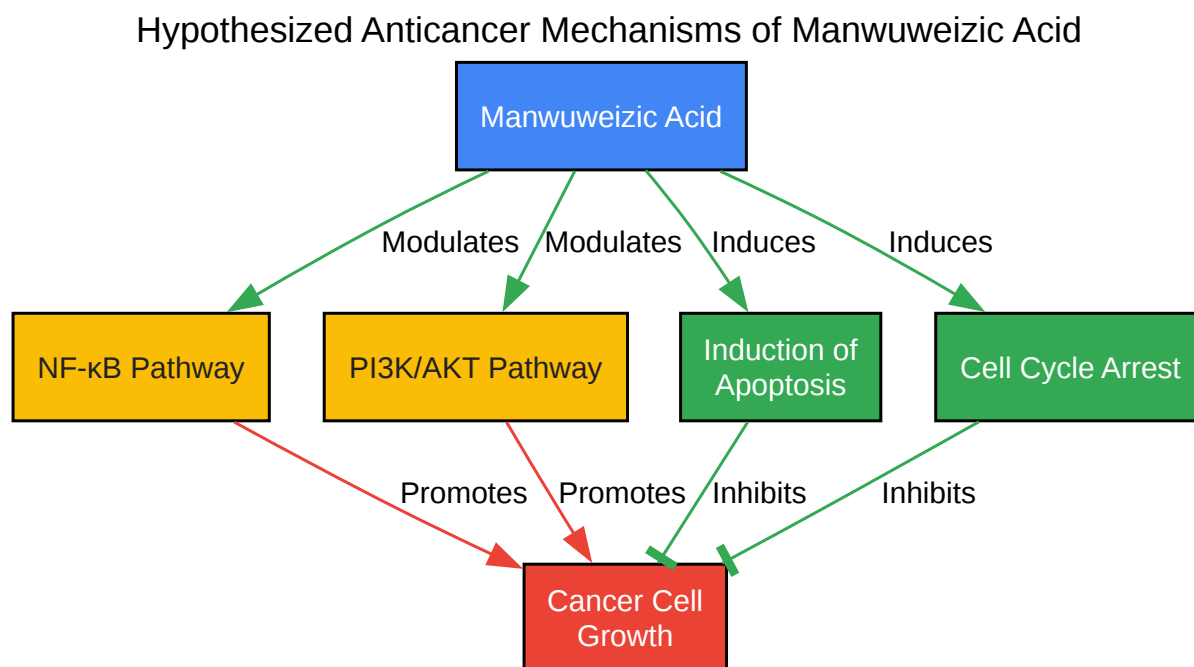 Hypothesized Anticancer Mechanisms of Manwuweizic Acid
Manwuweizic Acid
Modulates
Modulates
Induces
Induces
NF-κB Pathway
PI3K/AKT Pathway
Induction of
Apoptosis
Cell Cycle Arrest
Promotes
Promotes
Inhibits
Inhibits
Cancer Cell
Growth